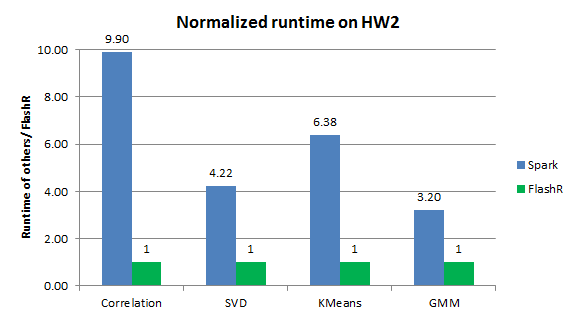 Normalized runtime on HW2
Runtime of others/ FlashR
10.00
8.00
6.00
4.00
2.00
0.00
9.90
1
4.22
1
6.38
1
3.20
1
Correlation
SVD
KMeans
GMM
Spark
FlashR